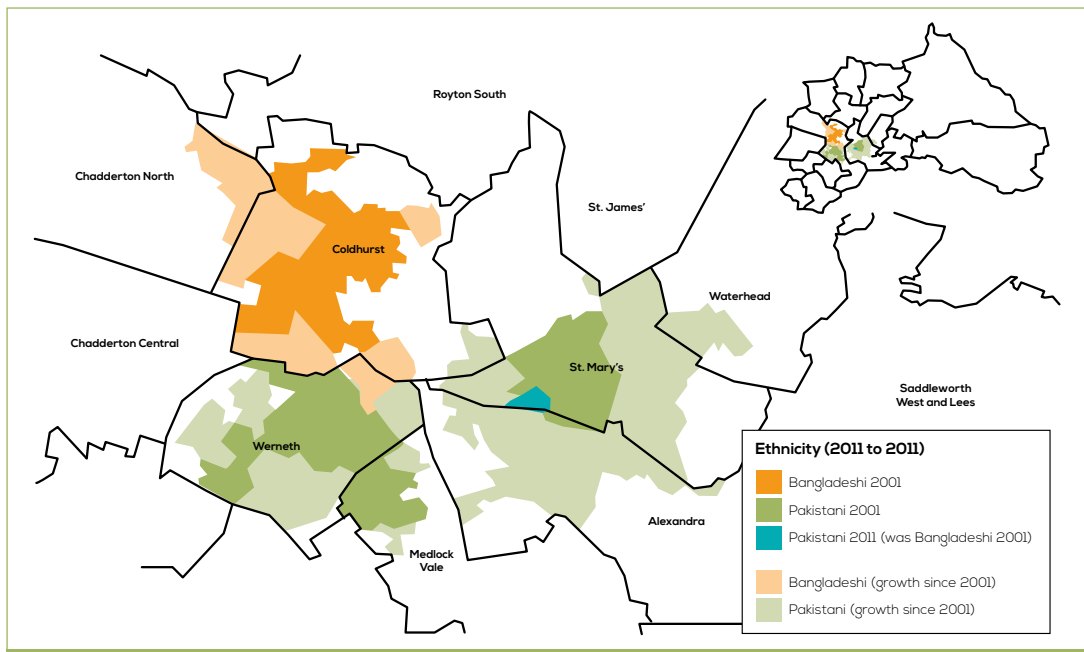 Royton South
Chadderton North
St. James'
Coldhurst
Waterhead
Chadderton Central
St. Mary's
Saddleworth
West and Lees
Werneth
Alexandra
Medlock
Vale
Ethnicity (2011 to 2011)
Bangladeshi 2001
Pakistani 2001
Pakistani 2011 (was Bangladeshi 2001)
Bangladeshi (growth since 2001)
Pakistani (growth since 2001)